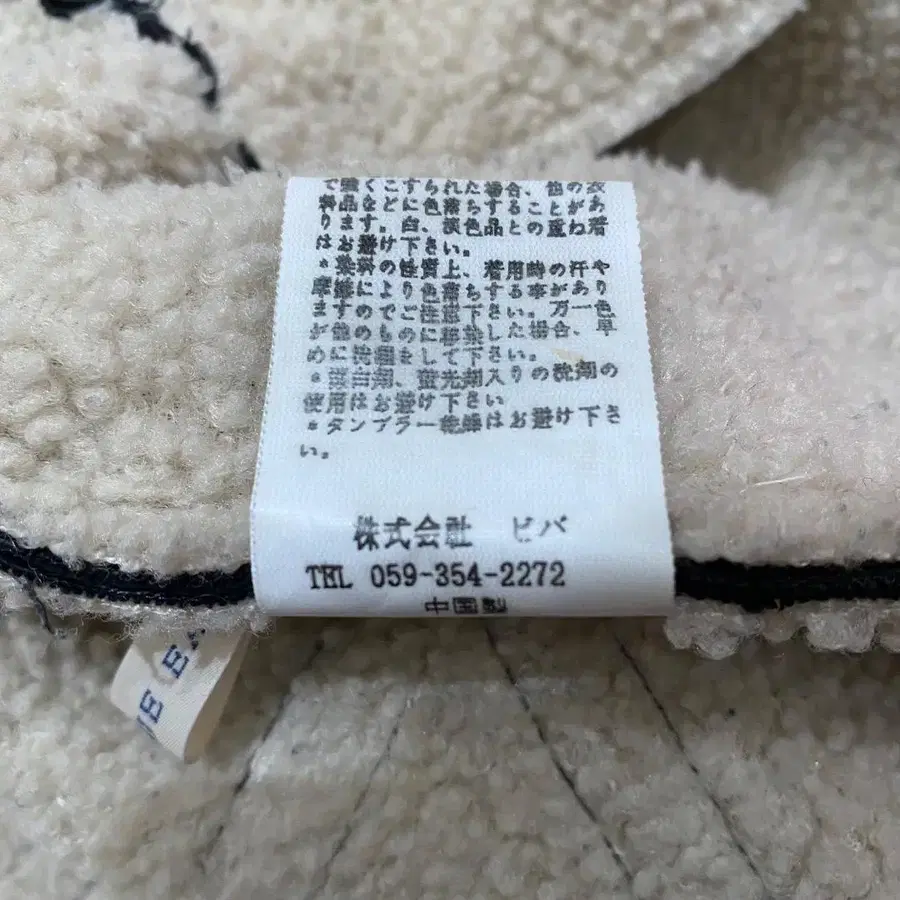 で強くこすられた場合、他の衣
料品などに色落ちすることがあ
ります。白、淡色品との重ね着
はお避け下さい。
*染料の性質上、着用時の汗や
摩擦により色落ちする事があり
ますのでご注意下さい。万一色
が他のものに移染した場合、早
めに洗濯をして下さい。
*漂白剤、蛍光剤入りの洗剤の
使用はお避け下さい
*タンブラー乾燥はお避け下さ
い。
株式会社 ビバ
TEL 059-354-2272
中国製